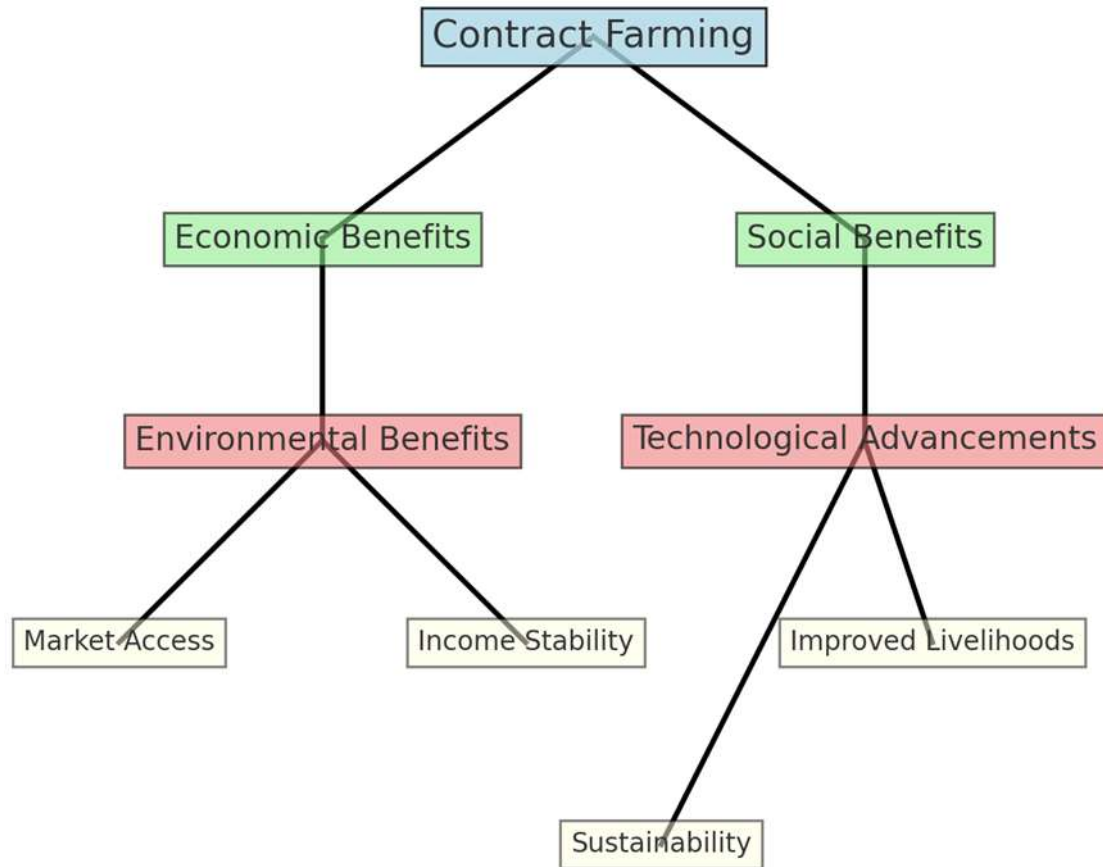 Contract Farming
Economic Benefits
Social Benefits
Environmental Benefits
Technological Advancements
Market Access
Income Stability
Improved Livelihoods
Sustainability